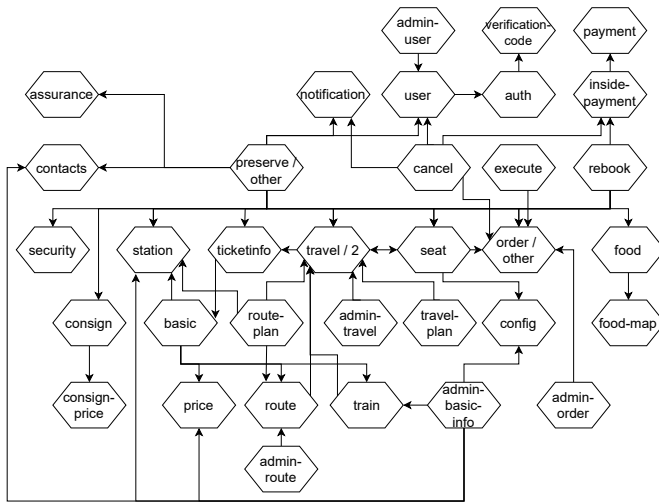 admin-
user
verification-
code
payment
assurance
notification
user
auth
inside-
payment
contacts
preserve /
other
cancel
execute
rebook
security
station
ticketinfo
travel / 2
seat
order /
other
food
consign
basic
route-
plan
admin-
travel
travel-
plan
config
food-map
consign-
price
price
route
train
admin-
basic-
info
admin-
order
admin-
route